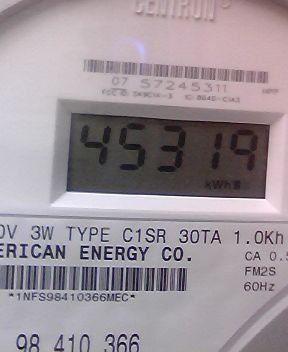 CENTRON®
07 57245311
45319
kWh
0V 3W TYPE C1SR 30TA 1.0Kh
ERICAN ENERGY CO.
CA 0.5
*1NFS98410366MEC*
FM2S
60Hz
98 410 366